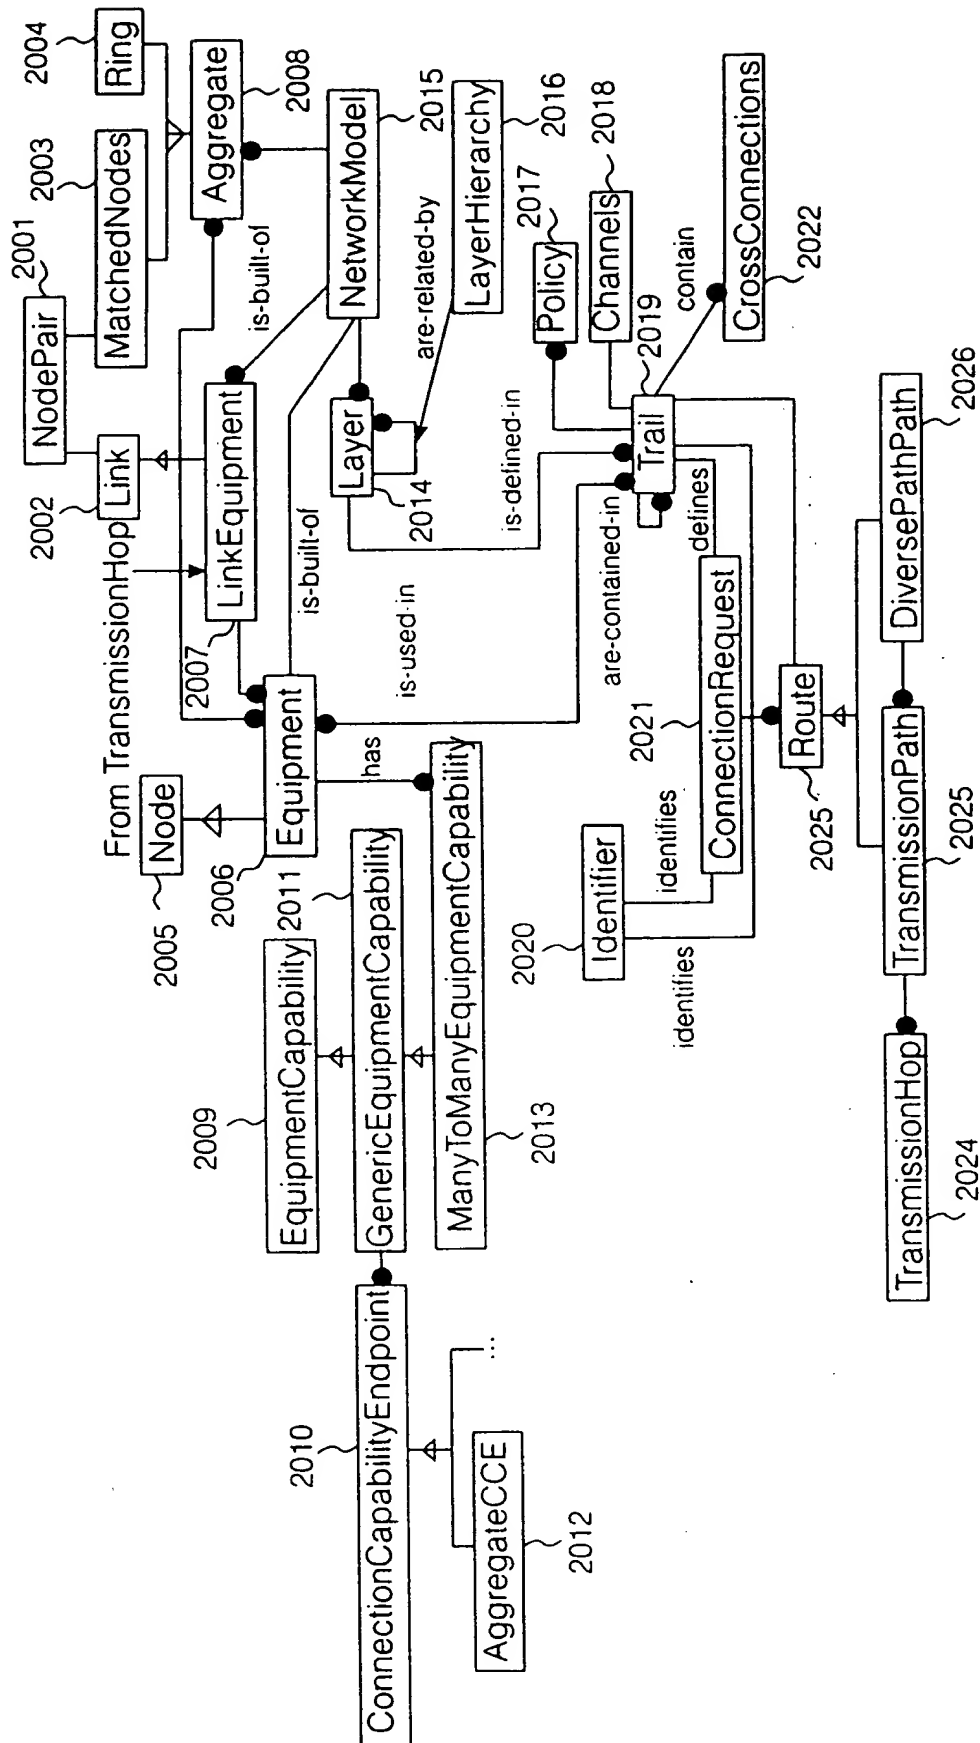 2004
Ring
2003
MatchedNodes
2001
NodePair
2002
Link
Aggregate
2008
is-built-of
From TransmissionHop
LinkEquipment
2007
NetworkModel
2015
are-related-by
LayerHierarchy
2016
Layer
2014
is-built-of
Node
2005
Equipment
2006
is-used-in
has
EquipmentCapability
2009
GenericEquipmentCapability
2011
ManyToManyEquipmentCapability
2013
ConnectionCapabilityEndpoint
2010
AggregateCCE
2012
...
Policy
2017
Channels
2018
Trail
2019
contain
CrossConnections
2022
is-defined-in
are-contained-in
defines
Identifier
2020
identifies
identifies
ConnectionRequest
2021
Route
2025
DiversePathPath
2026
TransmissionPath
2025
TransmissionHop
2024